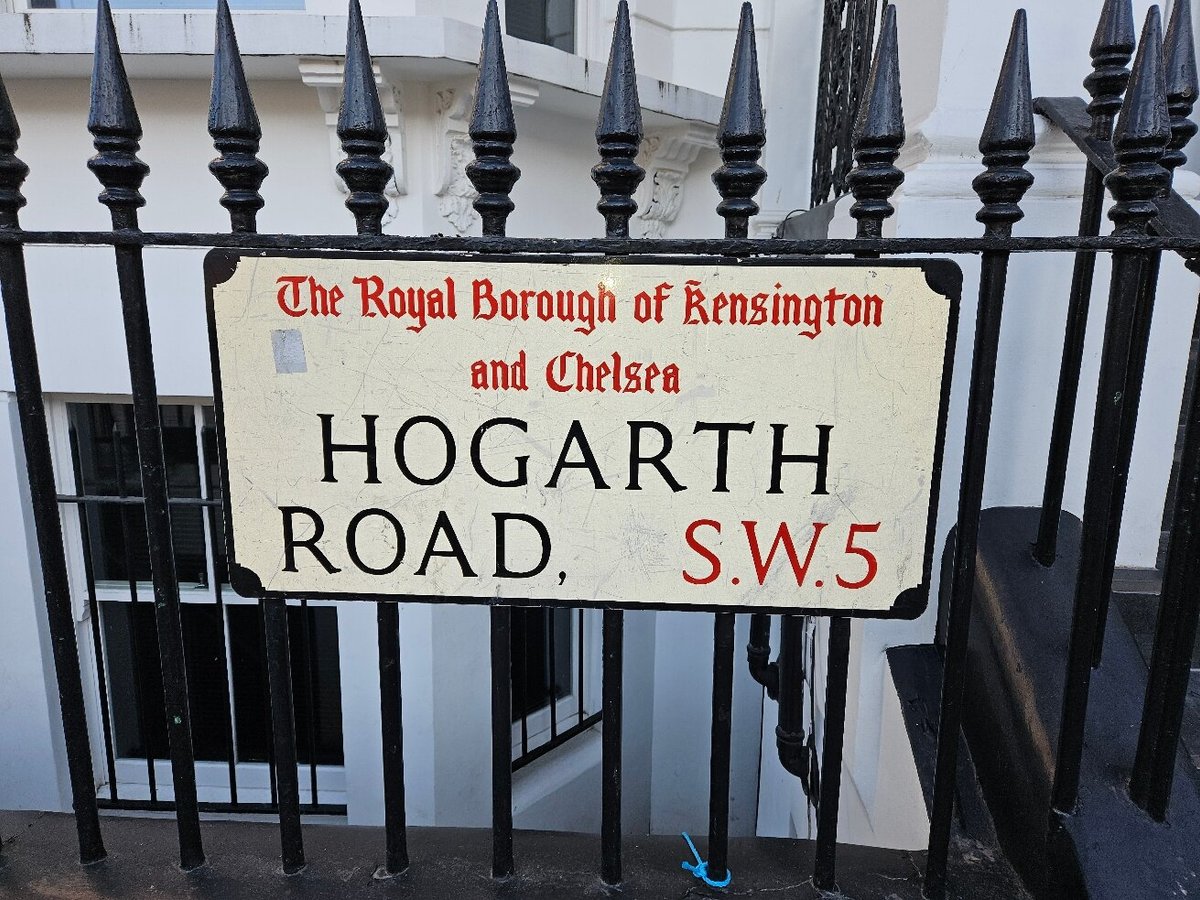 The Royal Borough of Kensington
and Chelsea
HOGARTH
ROAD, S.W.5